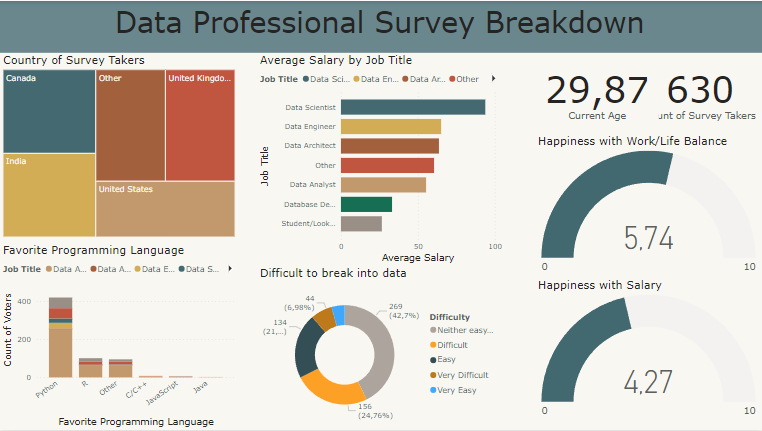 Data Professional Survey Breakdown
Country of Survey Takers
Canada
Other
United Kingdo...
India
United States
Average Salary by Job Title
Job Title Data Sci... Data En... Data Ar... Other
Job Title
Data Scientist
Data Engineer
Data Architect
Other
Data Analyst
Database De...
Student/Look...
0 50 100
Average Salary
29,87
Current Age
630
unt of Survey Takers
Happiness with Work/Life Balance
5,74
0 10
Happiness with Salary
4,27
0 10
Favorite Programming Language
Job Title Data A... Data A... Data E... Data S...
Count of Voters
400
200
0
Python R Other C/C++ JavaScript Java
Favorite Programming Language
Difficult to break into data
44
(6,98%)
134
(21,...
269
(42,7%)
156
(24,76%)
Difficulty
Neither easy...
Difficult
Easy
Very Difficult
Very Easy